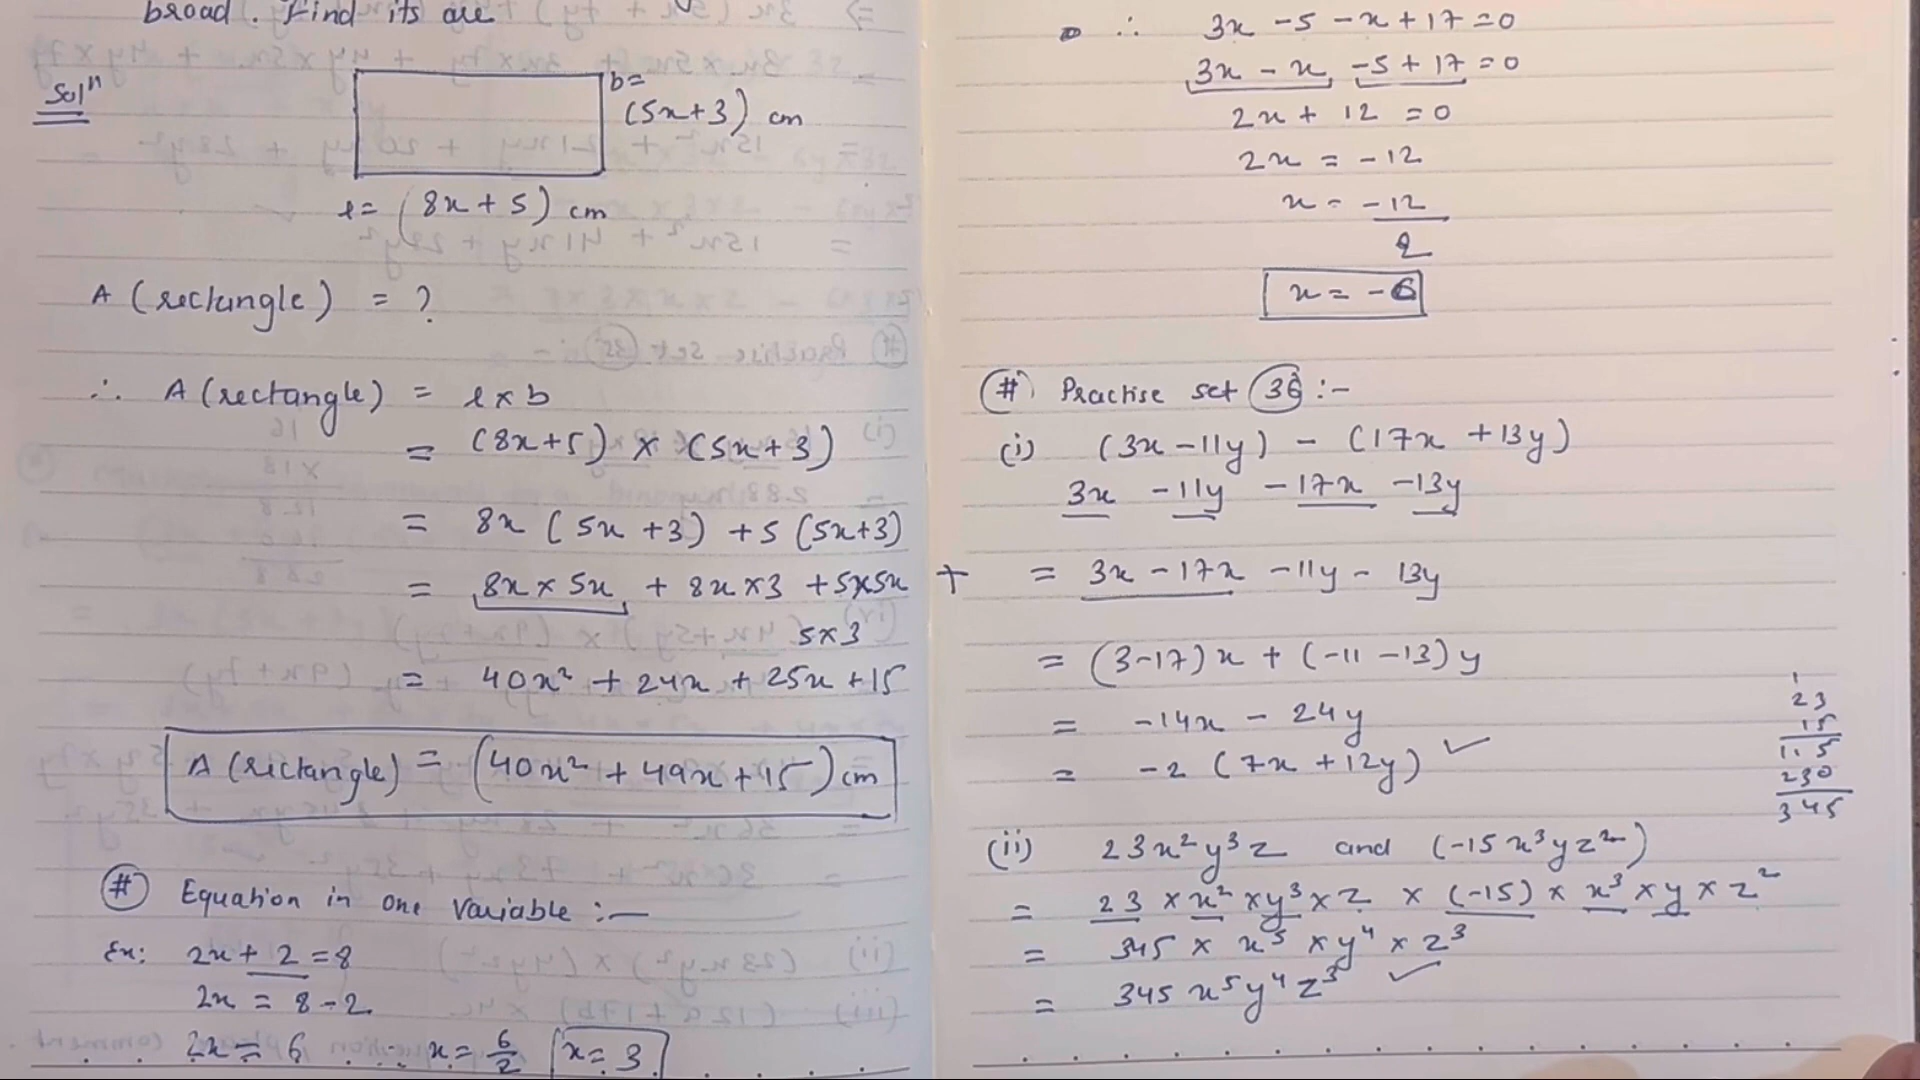 broad. Find its are
Solⁿ
b=
(5x+3) cm
l= (8x+5) cm
A (rectangle) = ?
∴ A (rectangle) = l×b
= (8x+5) × (5x+3)
= 8x (5x+3) +5 (5x+3)
= 8x×5x + 8x×3 +5×5x +
5×3
= 40x² + 24x + 25x +15
A (rectangle) = (40x² + 49x + 15) cm
# Equation in one variable :—
Ex: 2x + 2 = 8
2x = 8-2
2x = 6 x = 6/2 x = 3
∴ 3x -5 -x +17 =0
3x - x -5 +17 =0
2x + 12 =0
2x = -12
x = -12
2
x = -6
# Practise set 36 :-
(i) (3x -11y) - (17x +13y)
3x -11y -17x -13y
= 3x -17x -11y - 13y
= (3-17)x + (-11 -13)y
= -14x - 24y
= -2 (7x +12y) ✓
1
23
15
115
230
345
(ii) 23x²y³z and (-15x³yz²)
= 23 × x² × y³ × z × (-15) × x³ × y × z²
= 345 × x⁵ × y⁴ × z³
= 345 x⁵y⁴z³ ✓